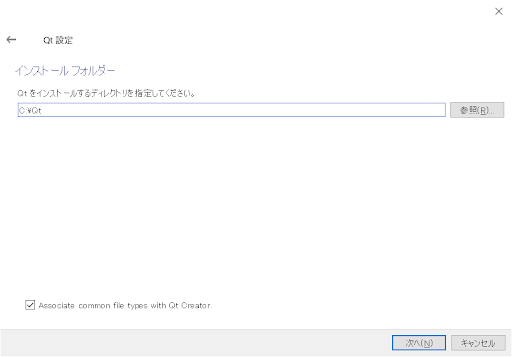 Qt 設定
インストール フォルダー
Qt をインストールするディレクトリを指定してください。
C:¥Qt
参照(R)...
Associate common file types with Qt Creator.
次へ(N)
キャンセル